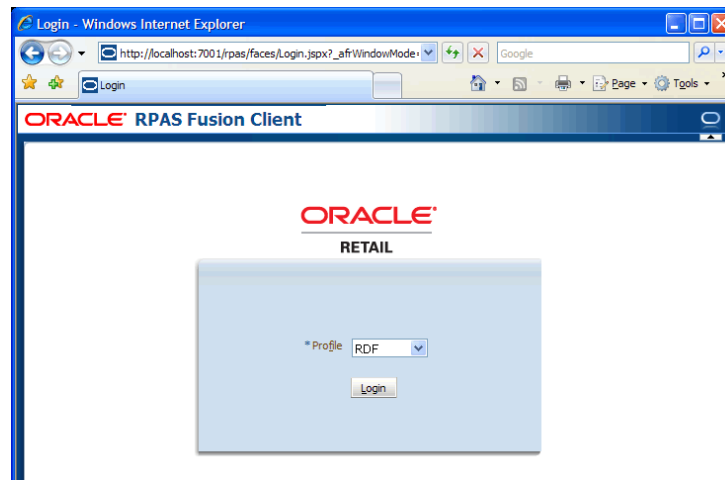 Login - Windows Internet Explorer
http://localhost:7001/rpas/faces/Login.jspx?_afrWindowMode
Google
Login
Page
Tools
ORACLE RPAS Fusion Client
ORACLE
RETAIL
* Profile RDF
Login